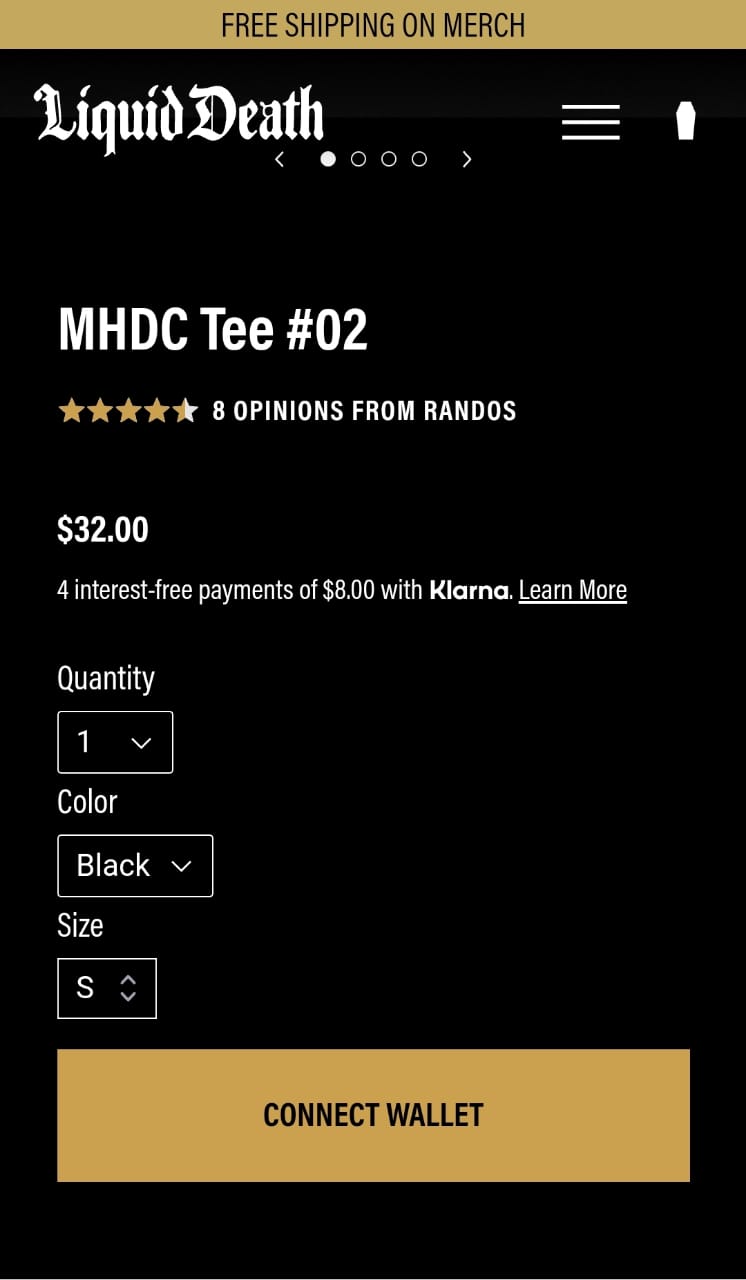 FREE SHIPPING ON MERCH
Liquid Death
MHDC Tee #02
8 OPINIONS FROM RANDOS
$32.00
4 interest-free payments of $8.00 with Klarna. Learn More
Quantity
1
Color
Black
Size
S
CONNECT WALLET